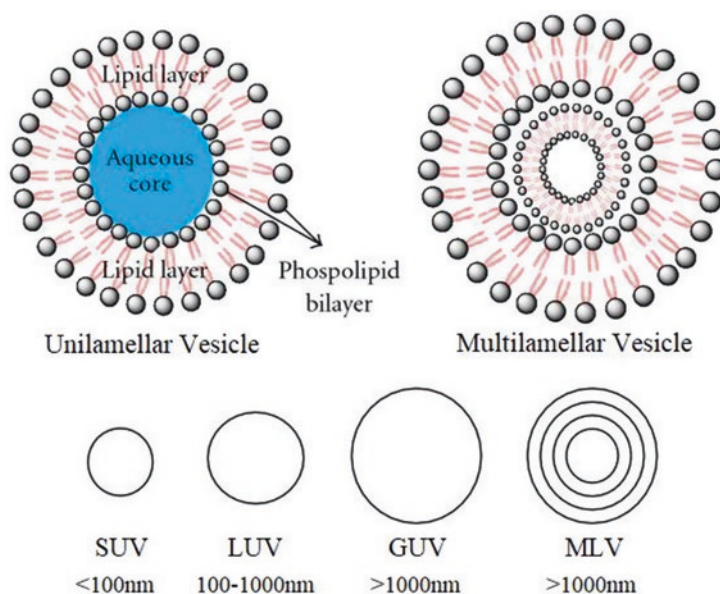 Lipid layer
Aqueous
core
Lipid layer
Phospolipid
bilayer
Unilamellar Vesicle
Multilamellar Vesicle
SUV
LUV
GUV
MLV
<100nm
100-1000nm
>1000nm
>1000nm